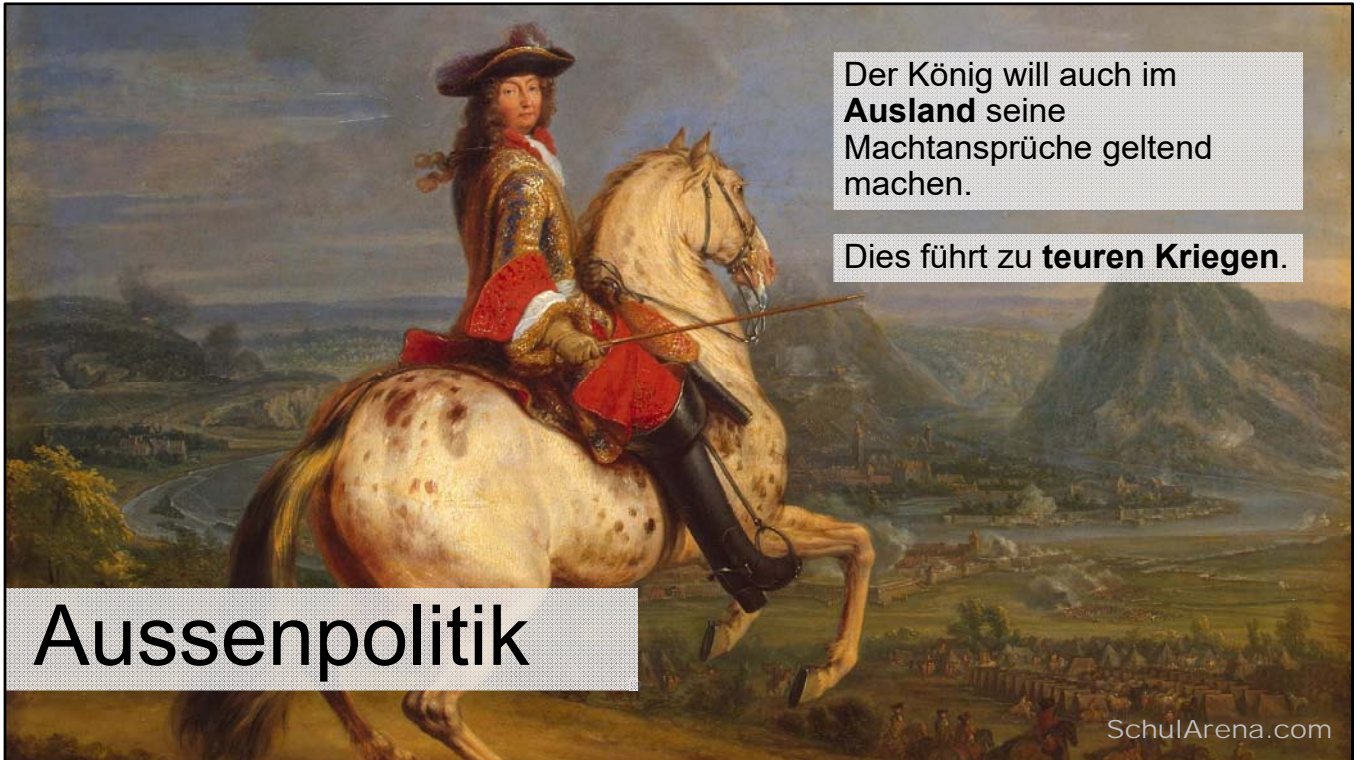 Der König will auch im
Ausland seine
Machtansprüche geltend
machen.
Dies führt zu teuren Kriegen.
Aussenpolitik
SchulArena.com